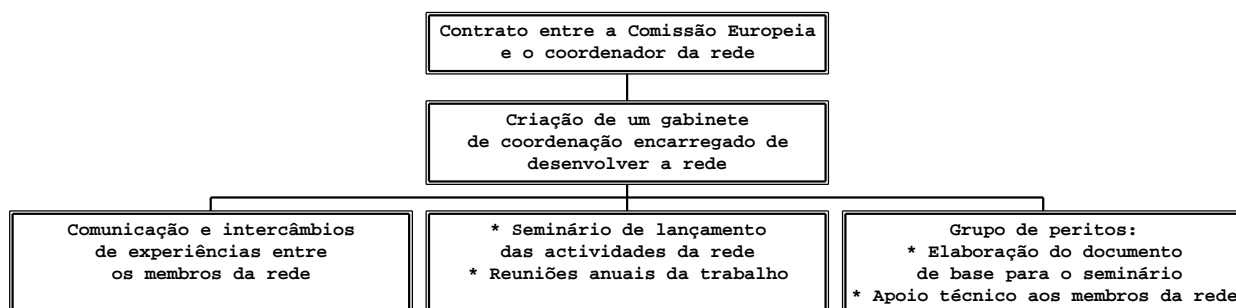 Contrato entre a Comissão Europeia
e o coordenador da rede
Criação de um gabinete
de coordenação encarregado de
desenvolver a rede
Comunicação e intercâmbios
de experiências entre
os membros da rede
* Seminário de lançamento
das actividades da rede
* Reuniões anuais da trabalho
Grupo de peritos:
* Elaboração do documento
de base para o seminário
* Apoio técnico aos membros da rede